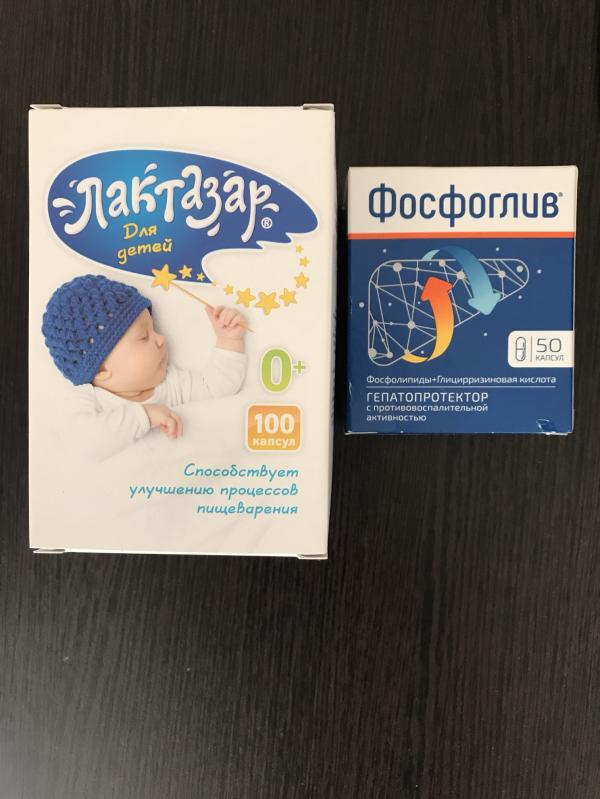 Лактазар®
Для
детей
0+
100
капсул
Способствует
улучшению процессов
пищеварения
Фосфоглив®
50
КАПСУЛ
Фосфолипиды+Глицирризиновая кислота
ГЕПАТОПРОТЕКТОР
с противовоспалительной
активностью